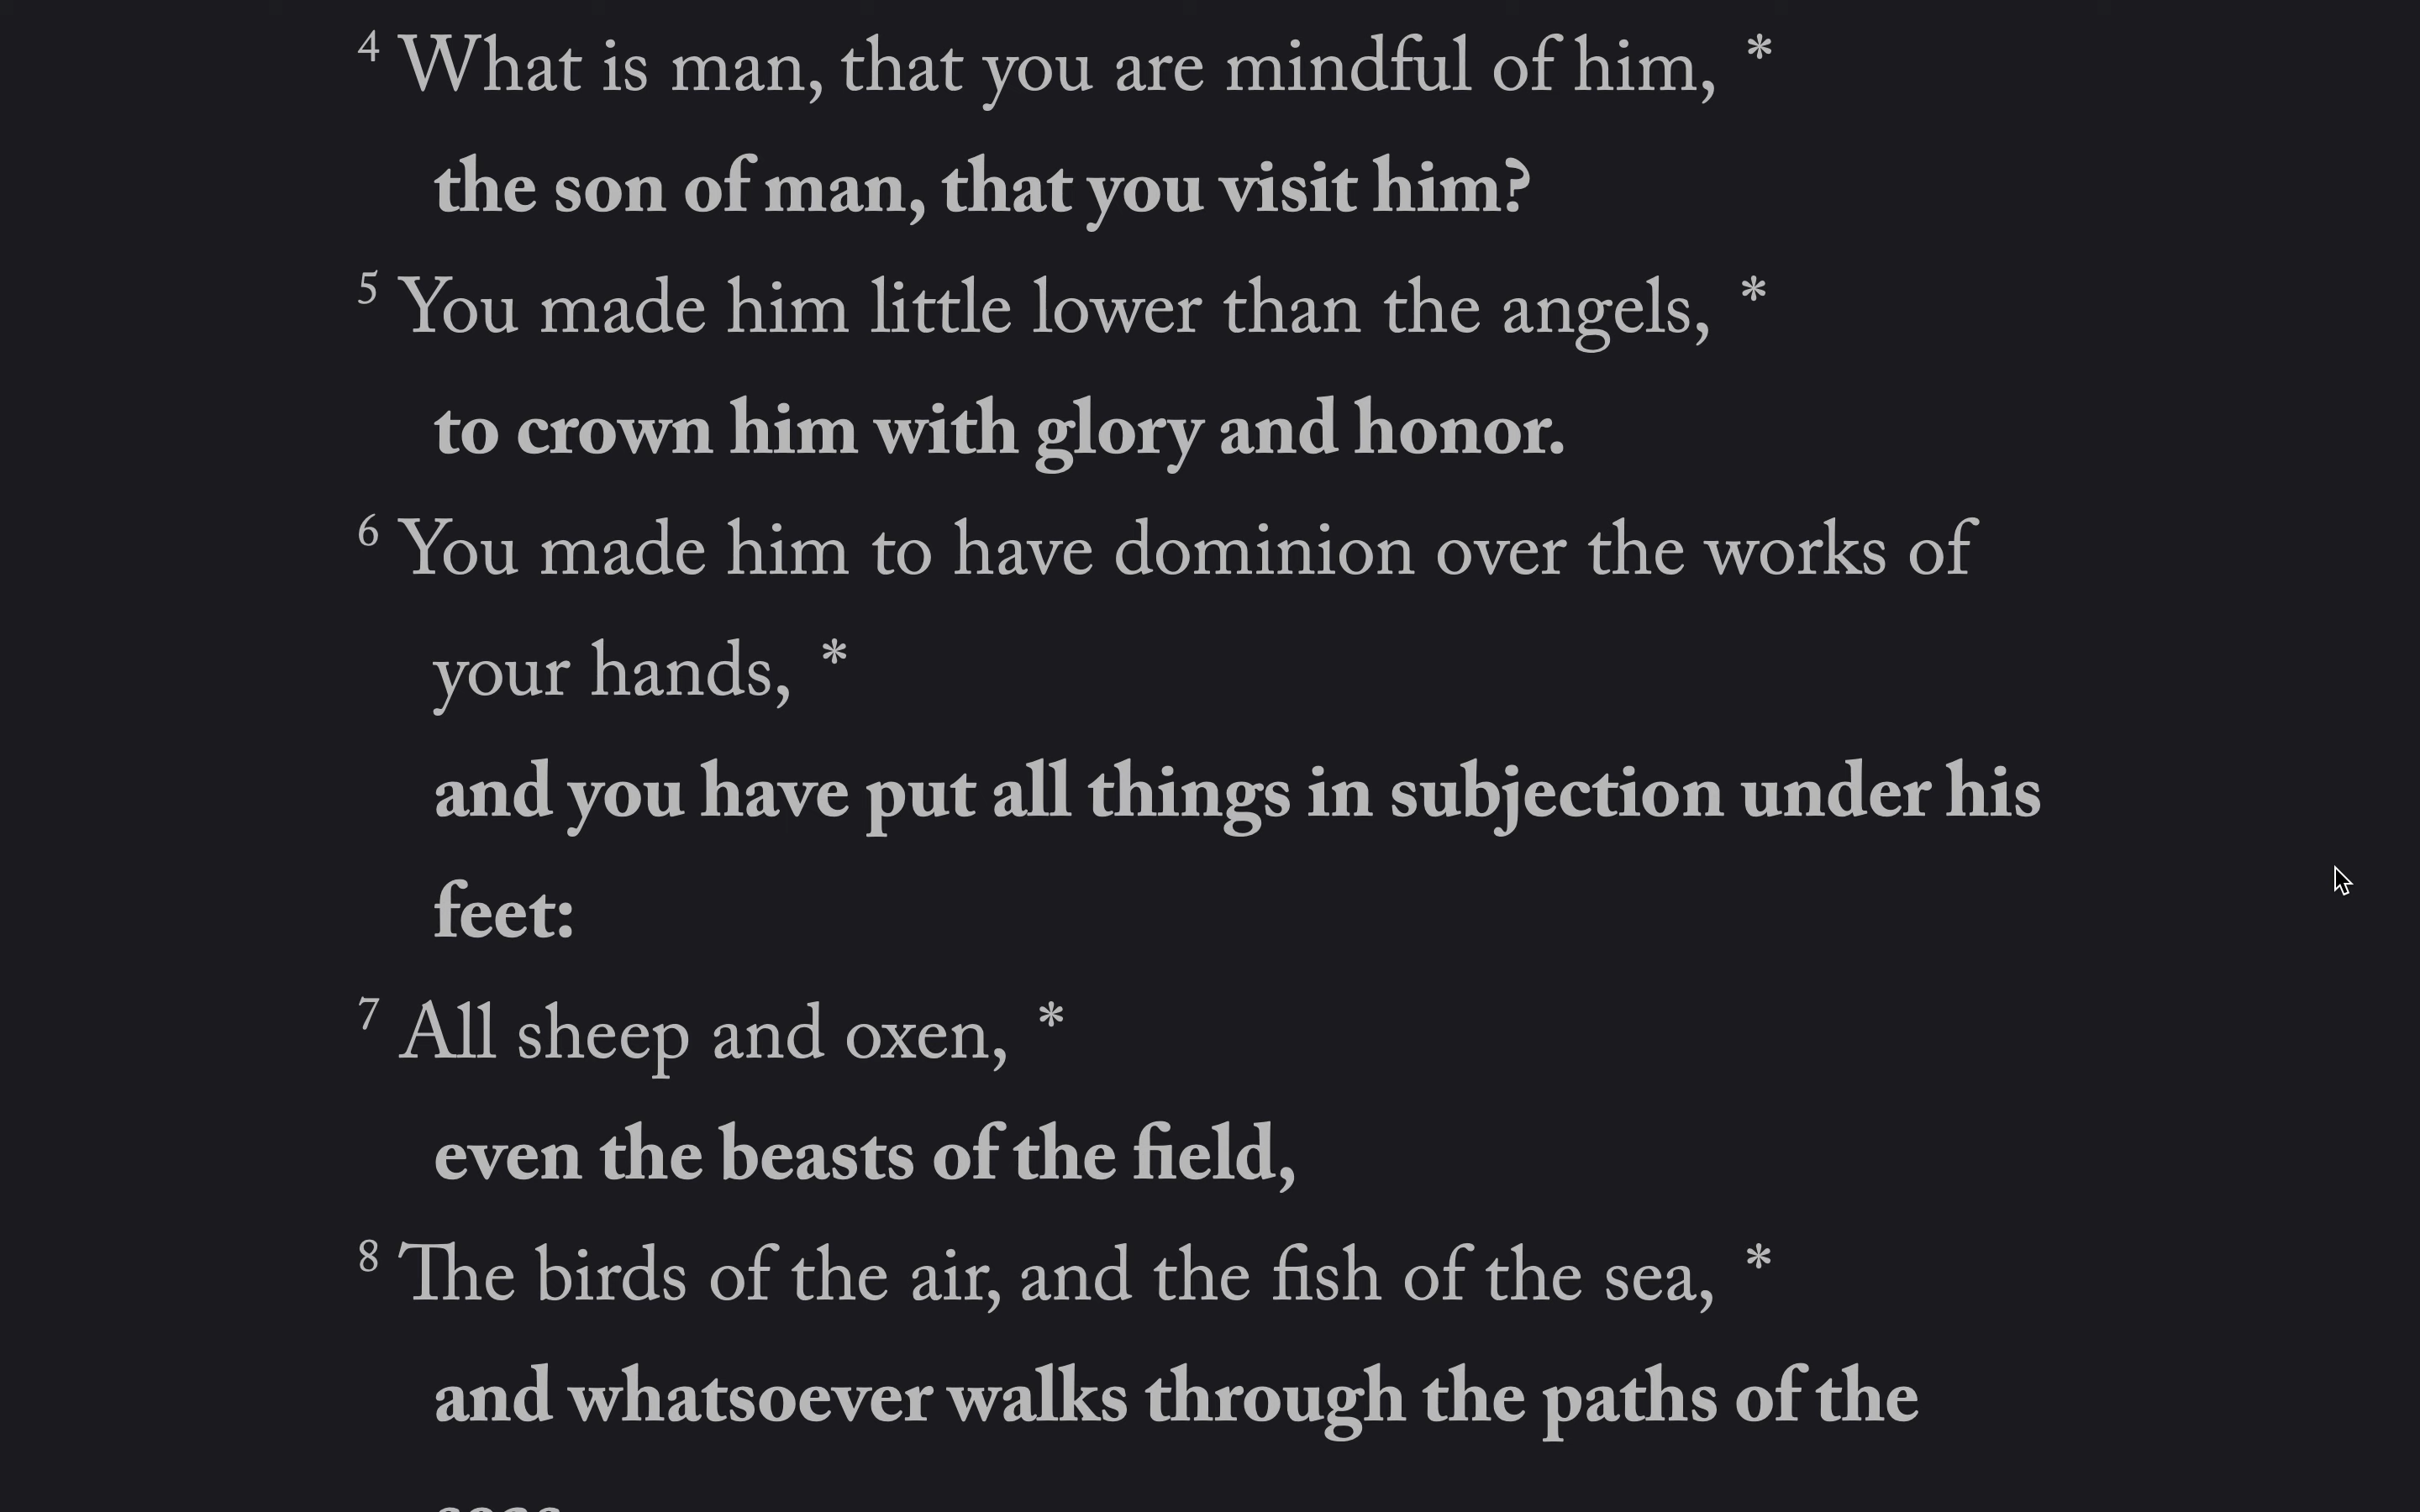 4 What is man, that you are mindful of him, *
the son of man, that you visit him?
5 You made him little lower than the angels, *
to crown him with glory and honor.
6 You made him to have dominion over the works of
your hands, *
and you have put all things in subjection under his
feet:
7 All sheep and oxen, *
even the beasts of the field,
8 The birds of the air, and the fish of the sea, *
and whatsoever walks through the paths of the